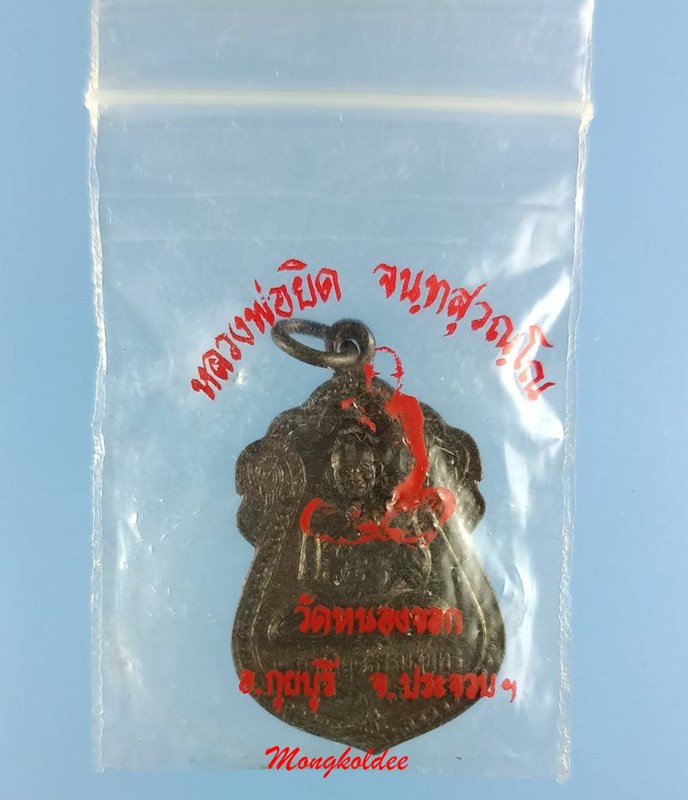 หลวงพ่อยิด จนฺทสุวณฺโณ
วัดหนองจอก
อ.กุยบุรี จ.ประจวบฯ
Mongkoldee